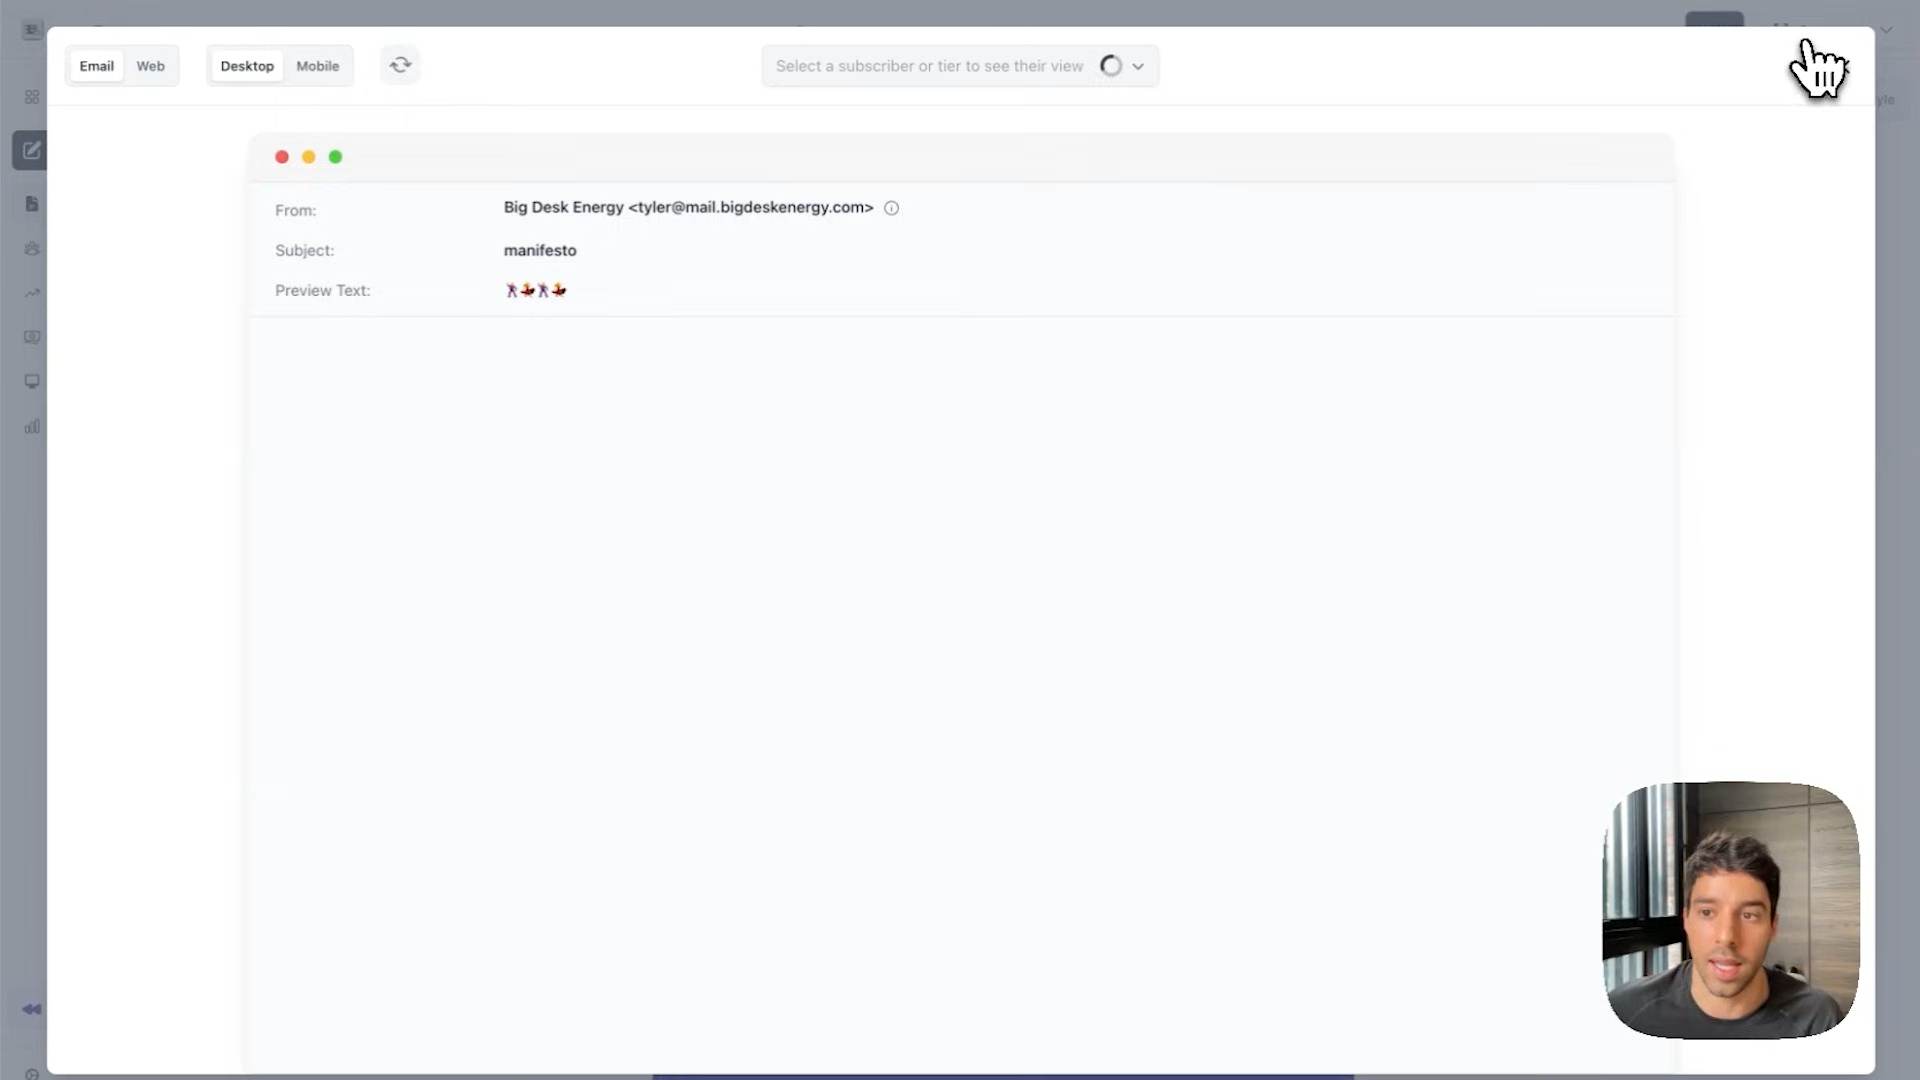 Email Web Desktop Mobile Select a subscriber or tier to see their view
From: Big Desk Energy <tyler@mail.bigdeskenergy.com>
Subject: manifesto
Preview Text: 🕺💃🕺💃